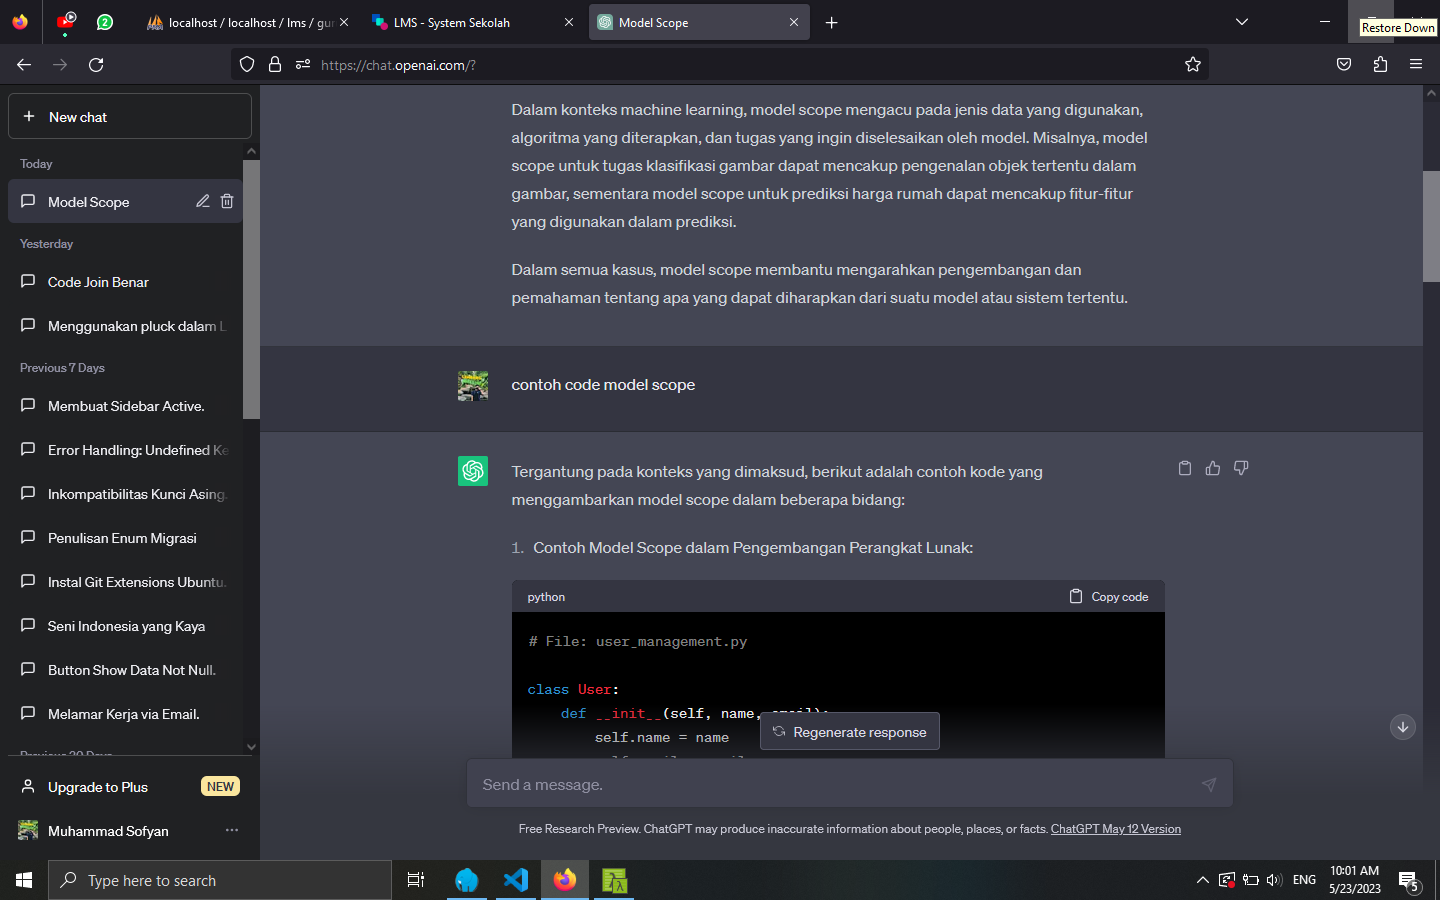 2
localhost / localhost / lms / gur
LMS - System Sekolah
Model Scope
Restore Down
https://chat.openai.com/?
New chat
Today
Model Scope
Yesterday
Code Join Benar
Menggunakan pluck dalam L
Previous 7 Days
Membuat Sidebar Active.
Error Handling: Undefined Ke
Inkompatibilitas Kunci Asing.
Penulisan Enum Migrasi
Instal Git Extensions Ubuntu.
Seni Indonesia yang Kaya
Button Show Data Not Null.
Melamar Kerja via Email.
Previous 30 Days
Upgrade to Plus
NEW
Muhammad Sofyan
Dalam konteks machine learning, model scope mengacu pada jenis data yang digunakan,
algoritma yang diterapkan, dan tugas yang ingin diselesaikan oleh model. Misalnya, model
scope untuk tugas klasifikasi gambar dapat mencakup pengenalan objek tertentu dalam
gambar, sementara model scope untuk prediksi harga rumah dapat mencakup fitur-fitur
yang digunakan dalam prediksi.
Dalam semua kasus, model scope membantu mengarahkan pengembangan dan
pemahaman tentang apa yang dapat diharapkan dari suatu model atau sistem tertentu.
contoh code model scope
Tergantung pada konteks yang dimaksud, berikut adalah contoh kode yang
menggambarkan model scope dalam beberapa bidang:
1. Contoh Model Scope dalam Pengembangan Perangkat Lunak:
python
Copy code
# File: user_management.py
class User:
def __init__(self, name, email):
self.name = name
Regenerate response
Send a message.
Free Research Preview. ChatGPT may produce inaccurate information about people, places, or facts. ChatGPT May 12 Version
Type here to search
ENG
10:01 AM
5/23/2023
5